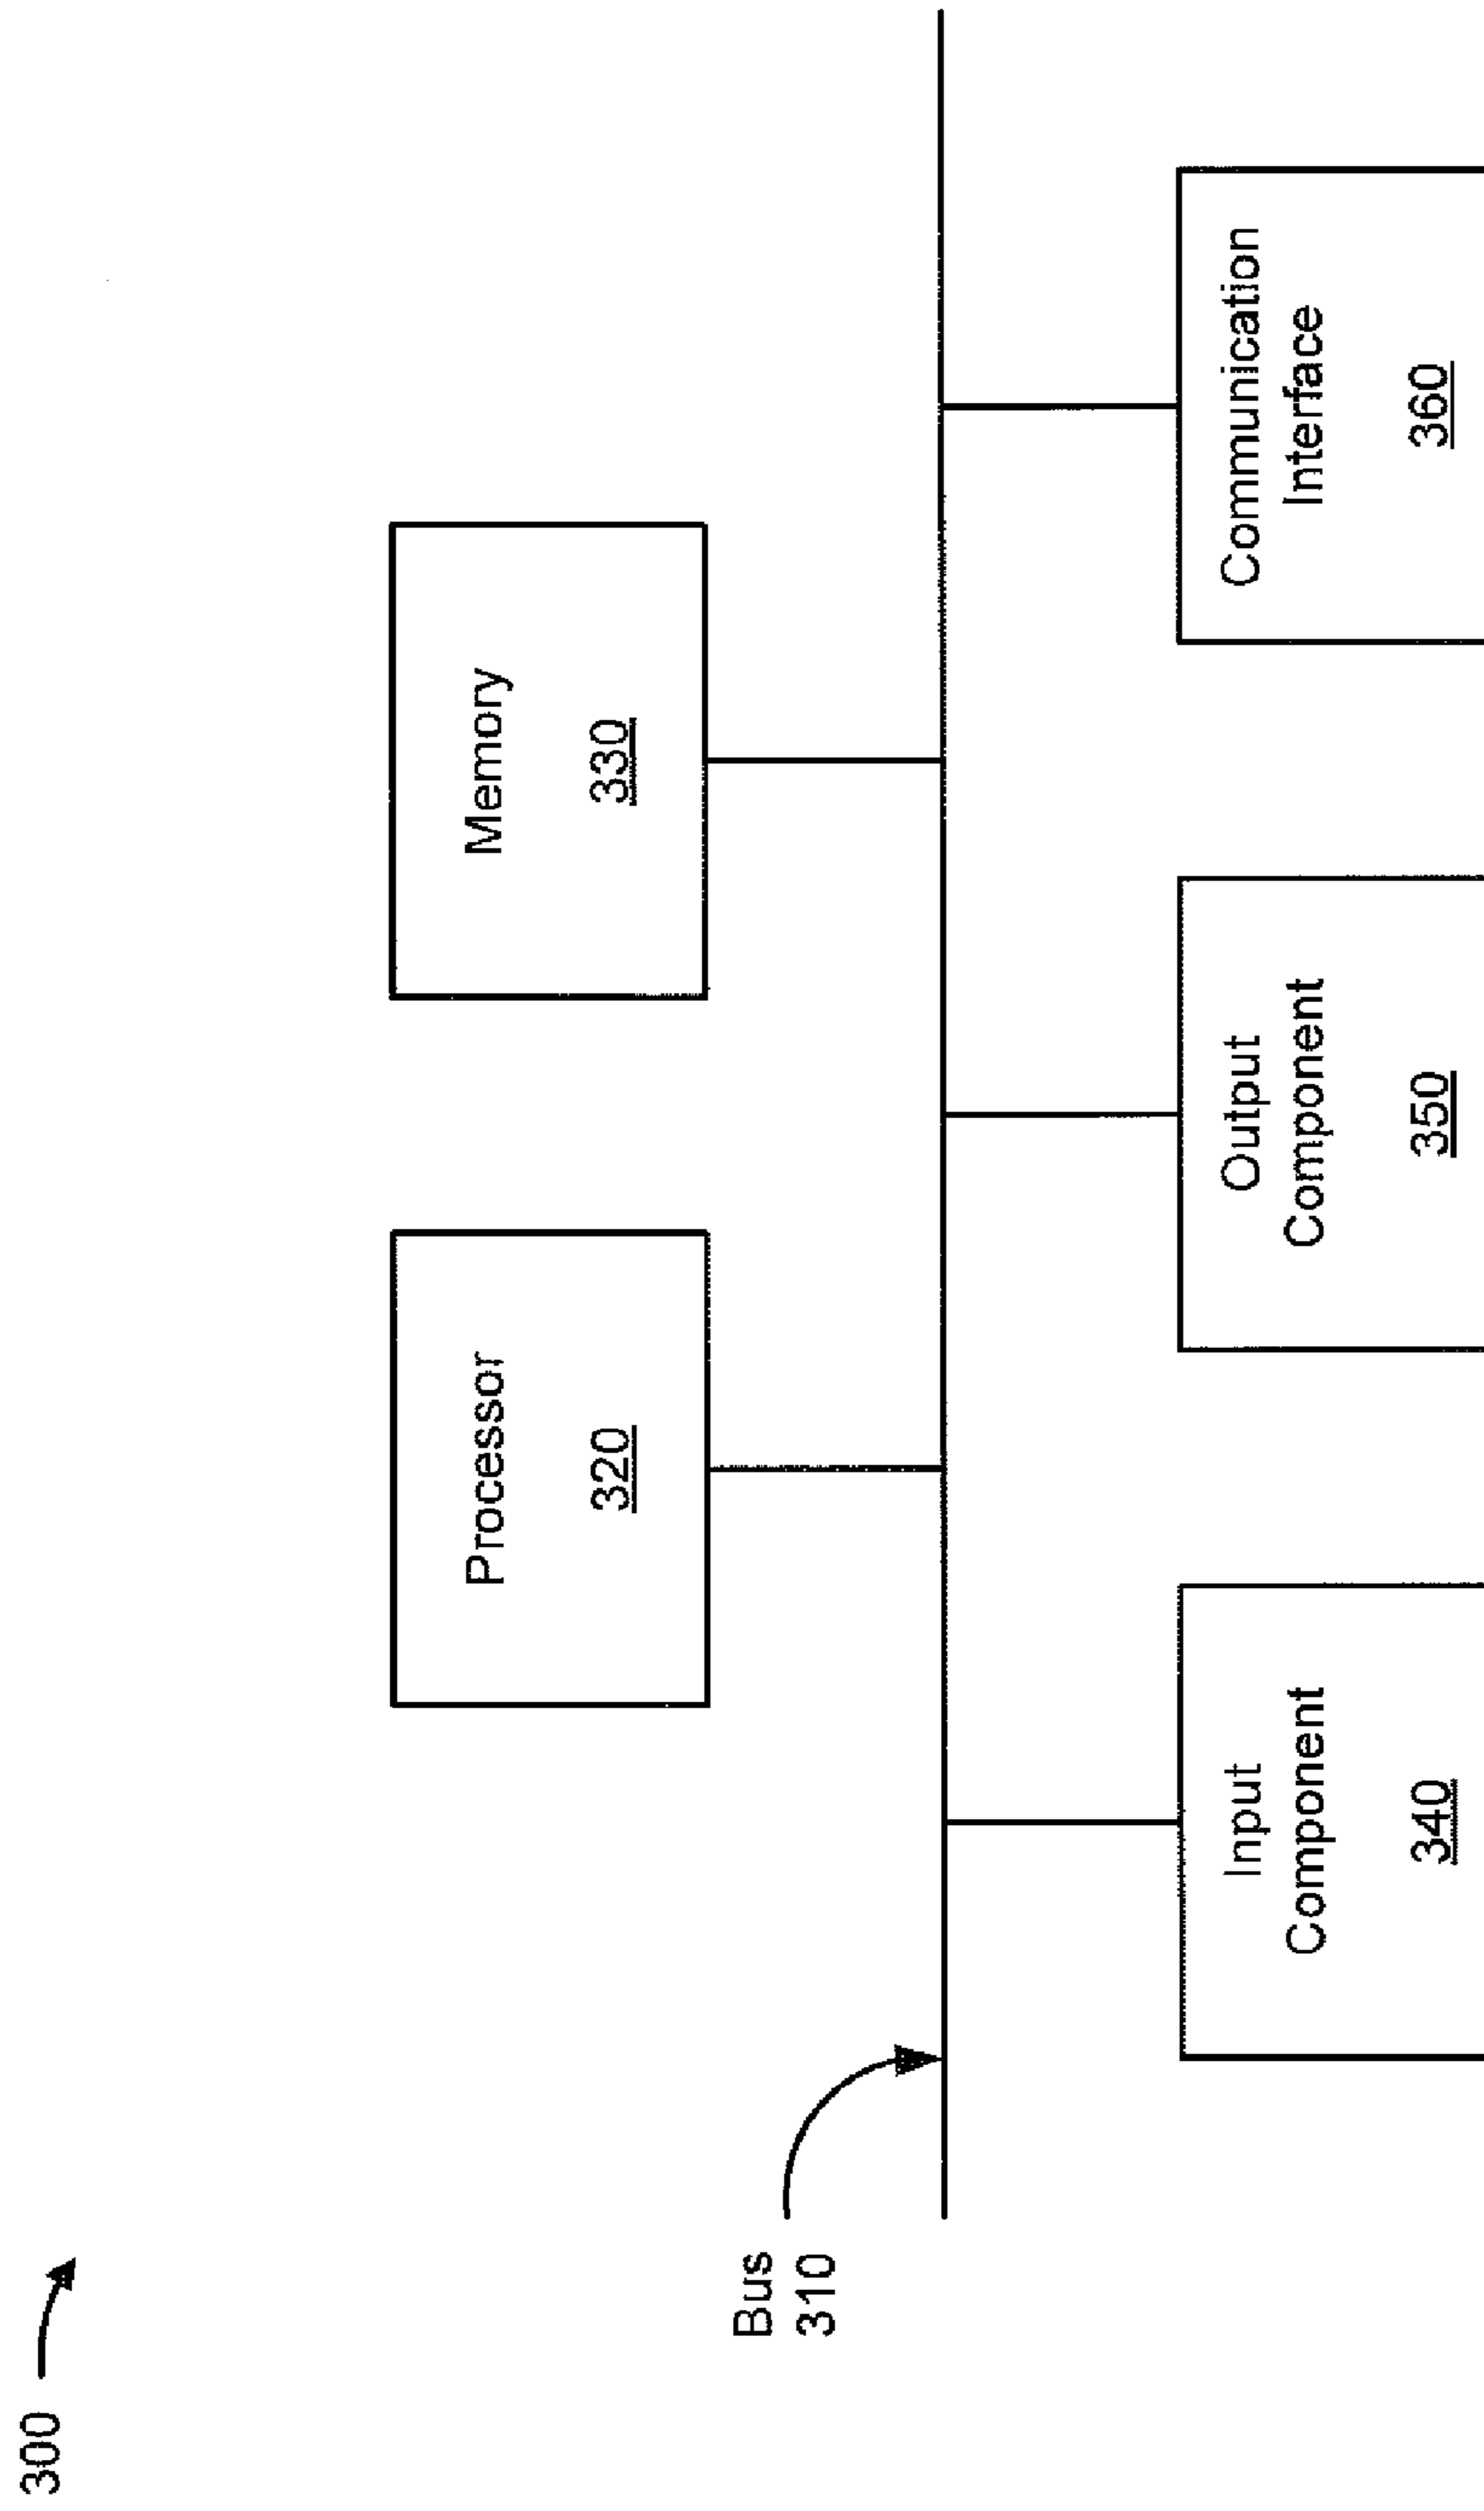 300
Processor
320
Memory
330
Bus
310
Input
Component
340
Output
Component
350
Communication
Interface
360